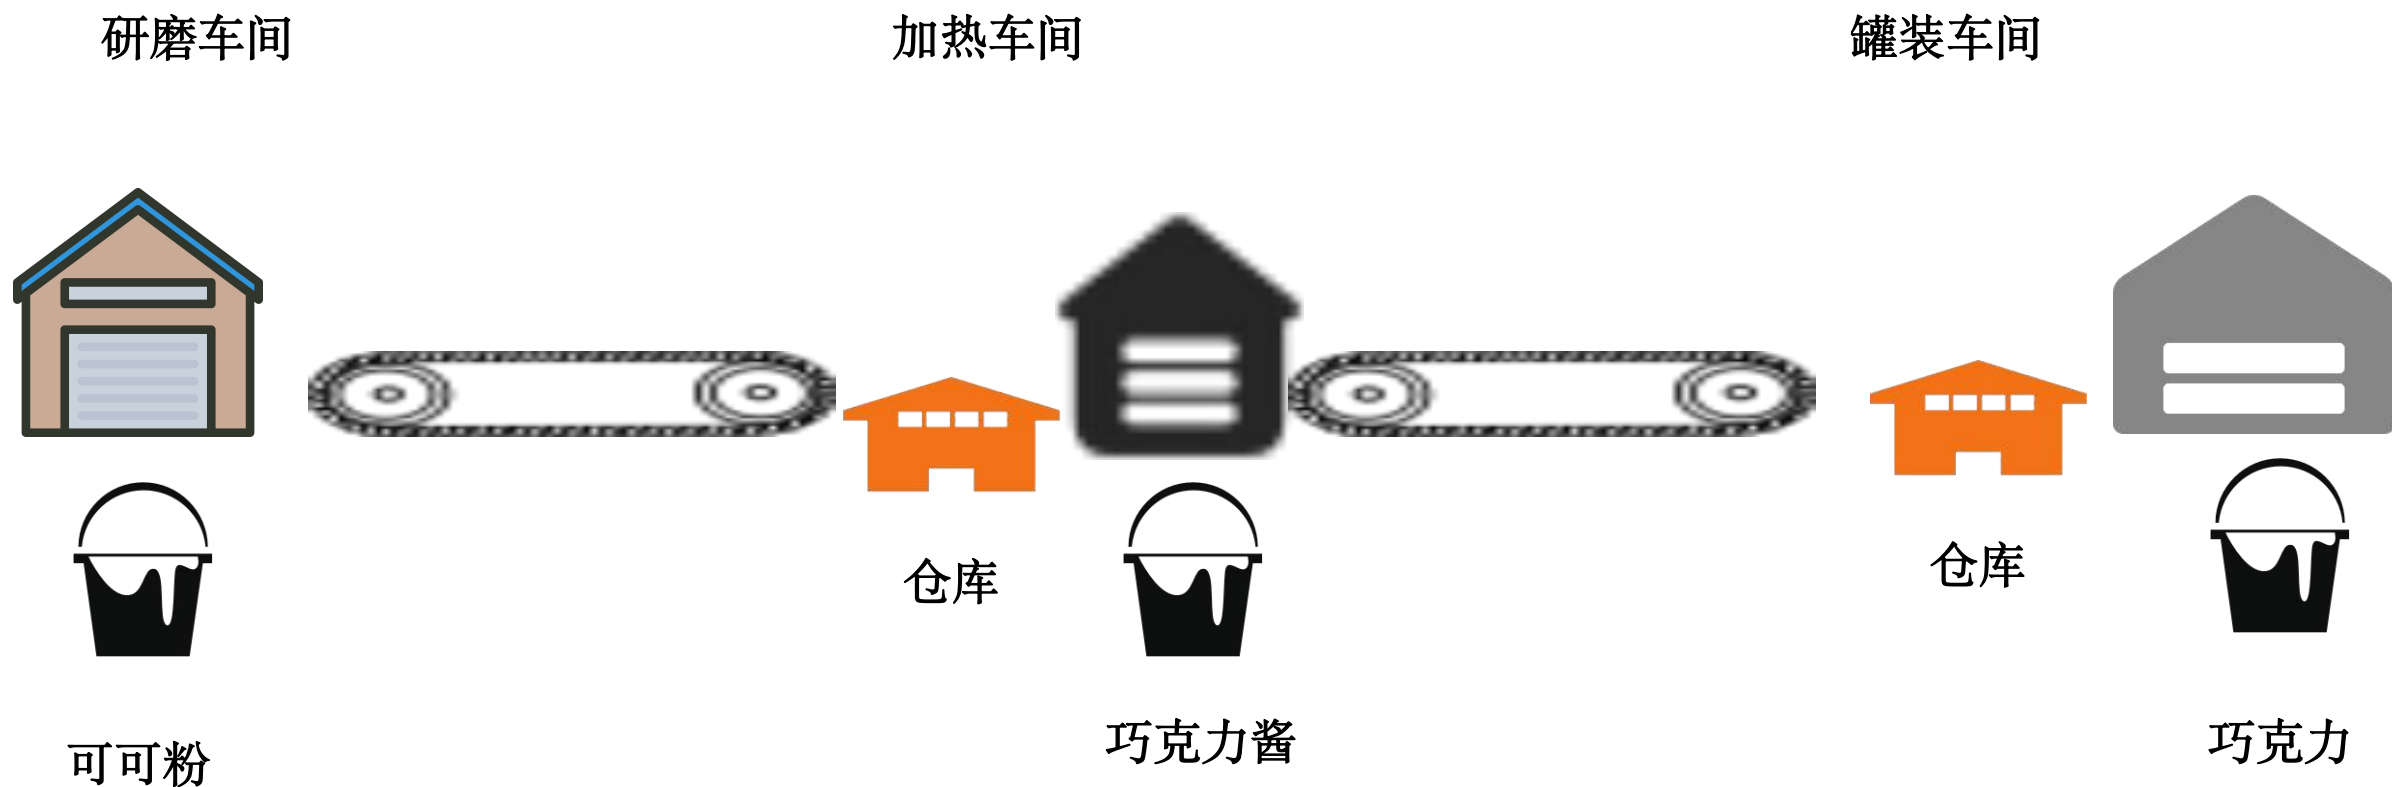 研磨车间
加热车间
罐装车间
仓库
仓库
可可粉
巧克力酱
巧克力